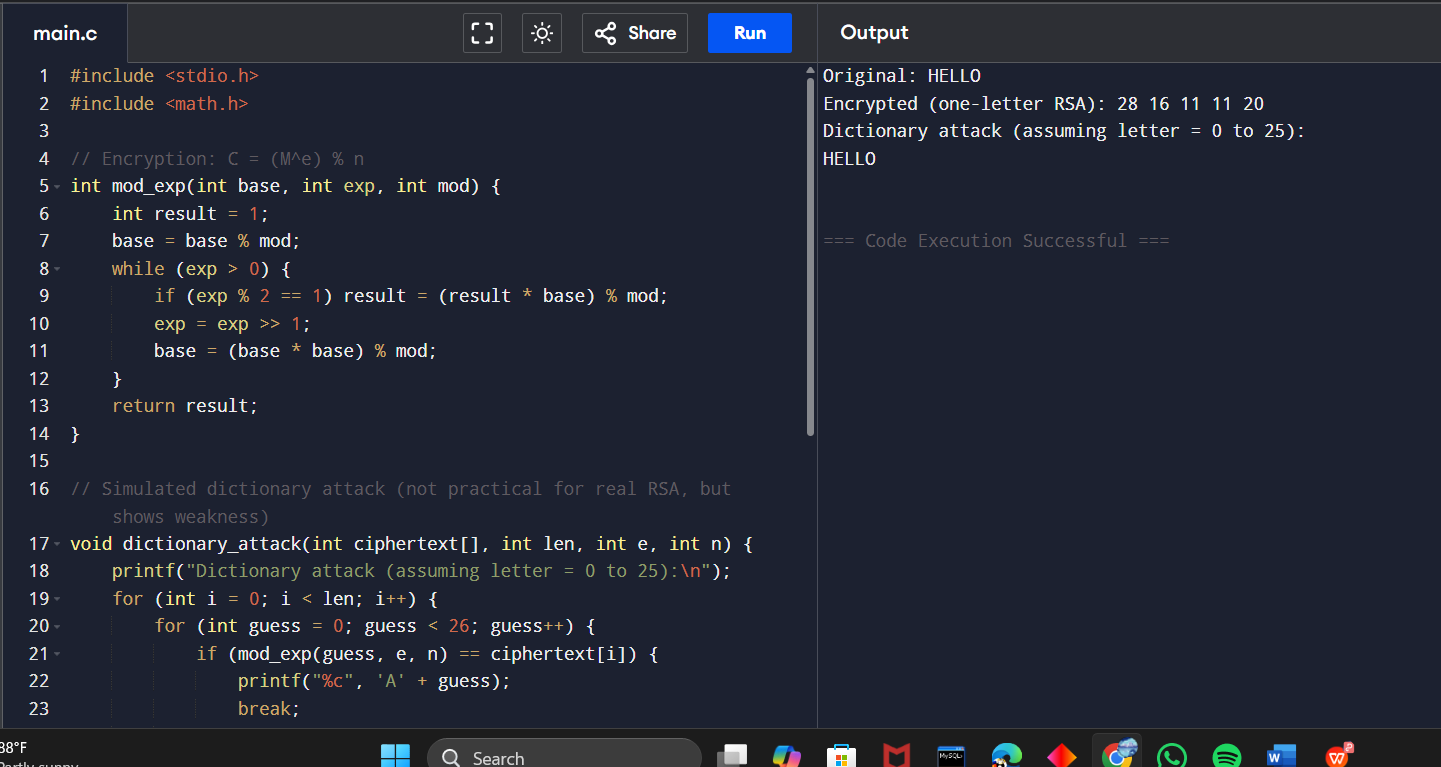 main.c
Share
Run
Output
1 #include <stdio.h>
2 #include <math.h>
3
4 // Encryption: C = (M^e) % n
5 int mod_exp(int base, int exp, int mod) {
6     int result = 1;
7     base = base % mod;
8     while (exp > 0) {
9         if (exp % 2 == 1) result = (result * base) % mod;
10         exp = exp >> 1;
11         base = (base * base) % mod;
12     }
13     return result;
14 }
15
16 // Simulated dictionary attack (not practical for real RSA, but
    shows weakness)
17 void dictionary_attack(int ciphertext[], int len, int e, int n) {
18     printf("Dictionary attack (assuming letter = 0 to 25):\n");
19     for (int i = 0; i < len; i++) {
20         for (int guess = 0; guess < 26; guess++) {
21             if (mod_exp(guess, e, n) == ciphertext[i]) {
22                 printf("%c", 'A' + guess);
23                 break;
Original: HELLO
Encrypted (one-letter RSA): 28 16 11 11 20
Dictionary attack (assuming letter = 0 to 25):
HELLO
=== Code Execution Successful ===
88°F
Partly sunny
Search
MySQL
W